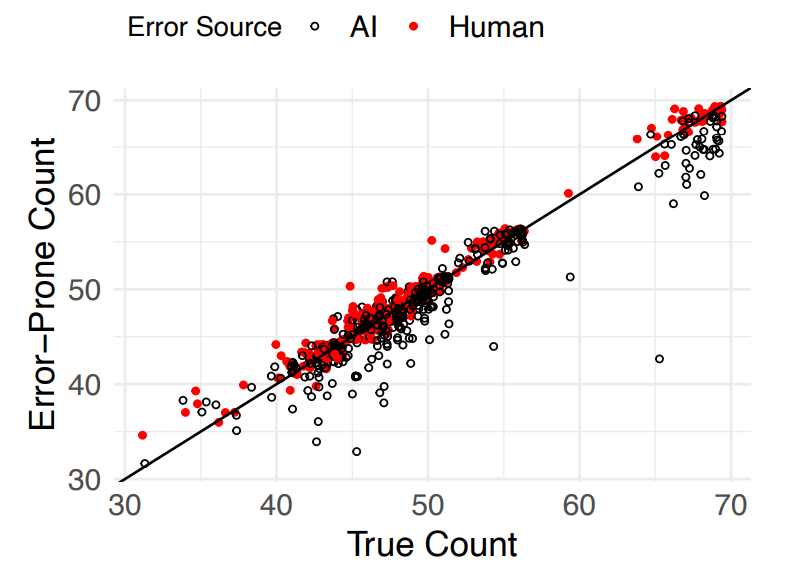 Error Source AI Human
70
60
50
40
30
Error−Prone Count
30 40 50 60 70
True Count